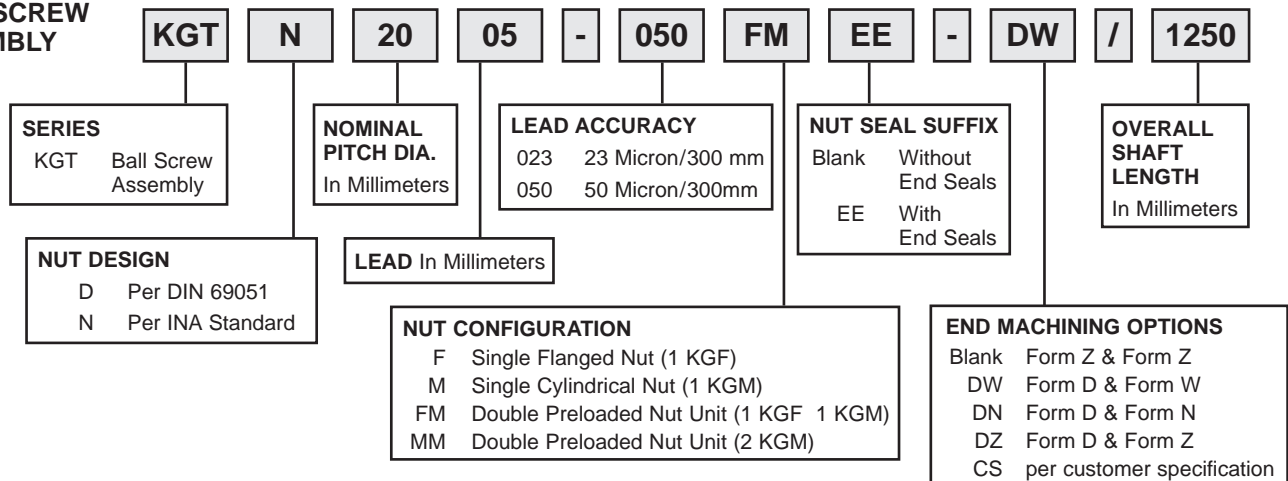 SCREW
KGT N 20 05 - 050 FM EE - DW / 1250
SERIES
KGT Ball Screw
Assembly
NOMINAL
PITCH DIA.
In Millimeters
LEAD ACCURACY
023 23 Micron/300 mm
050 50 Micron/300mm
NUT SEAL SUFFIX
Blank Without
End Seals
EE With
End Seals
OVERALL
SHAFT
LENGTH
In Millimeters
NUT DESIGN
D Per DIN 69051
N Per INA Standard
LEAD In Millimeters
NUT CONFIGURATION
F Single Flanged Nut (1 KGF)
M Single Cylindrical Nut (1 KGM)
FM Double Preloaded Nut Unit (1 KGF 1 KGM)
MM Double Preloaded Nut Unit (2 KGM)
END MACHINING OPTIONS
Blank Form Z & Form Z
DW Form D & Form W
DN Form D & Form N
DZ Form D & Form Z
CS per customer specification